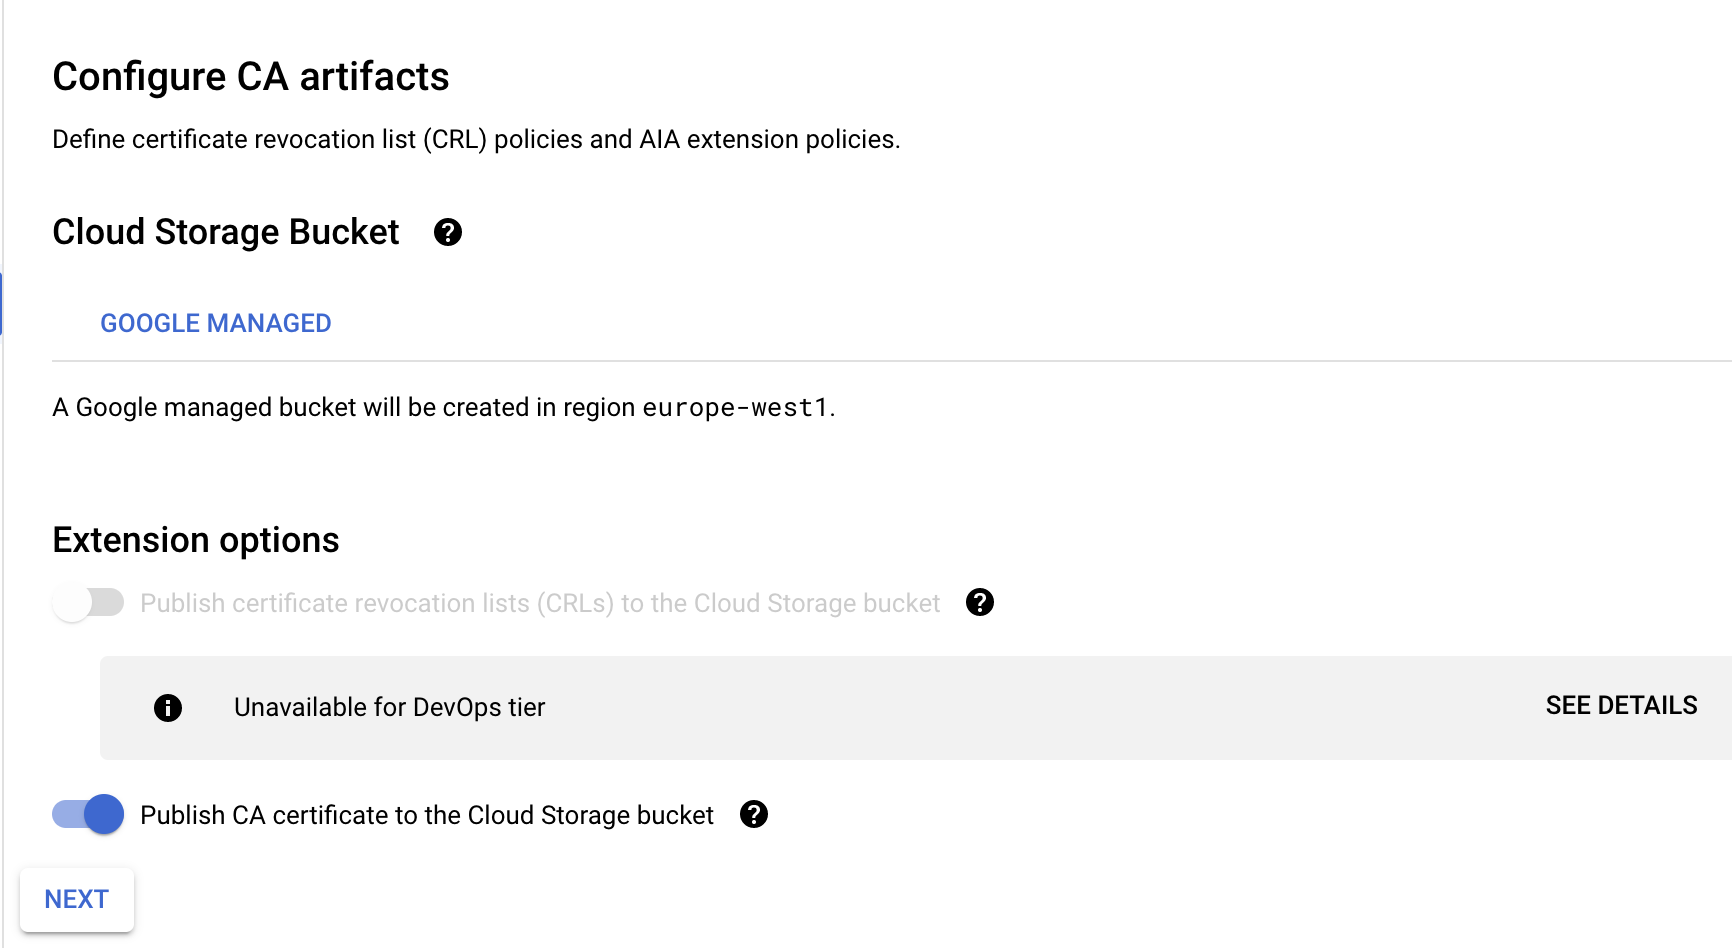 Configure CA artifacts
Define certificate revocation list (CRL) policies and AIA extension policies.
Cloud Storage Bucket
GOOGLE MANAGED
A Google managed bucket will be created in region europe-west1.
Extension options
Publish certificate revocation lists (CRLs) to the Cloud Storage bucket
Unavailable for DevOps tier SEE DETAILS
Publish CA certificate to the Cloud Storage bucket
NEXT